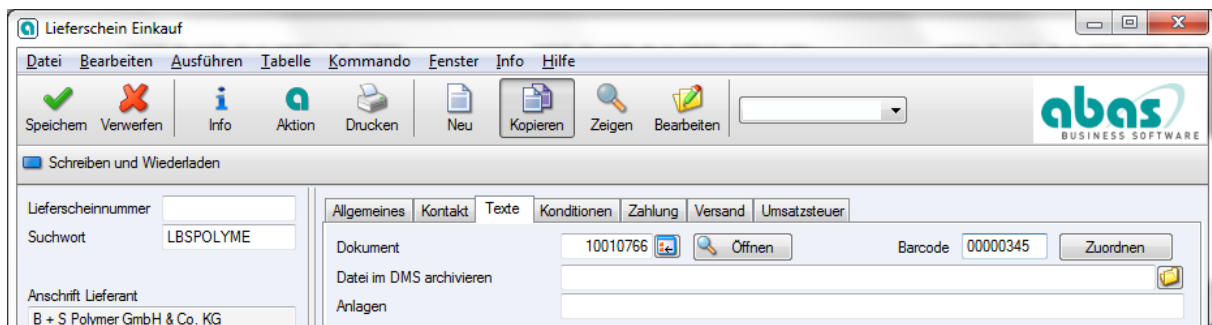 Lieferschein Einkauf
Datei Bearbeiten Ausführen Tabelle Kommando Fenster Info Hilfe
Speichern Verwerfen Info Aktion Drucken Neu Kopieren Zeigen Bearbeiten
abas
BUSINESS SOFTWARE
Schreiben und Wiederladen
Lieferscheinnummer
Suchwort LBSPOLYME
Anschrift Lieferant
B + S Polymer GmbH & Co. KG
Allgemeines Kontakt Texte Konditionen Zahlung Versand Umsatzsteuer
Dokument 10010766 Öffnen Barcode 00000345 Zuordnen
Datei im DMS archivieren
Anlagen